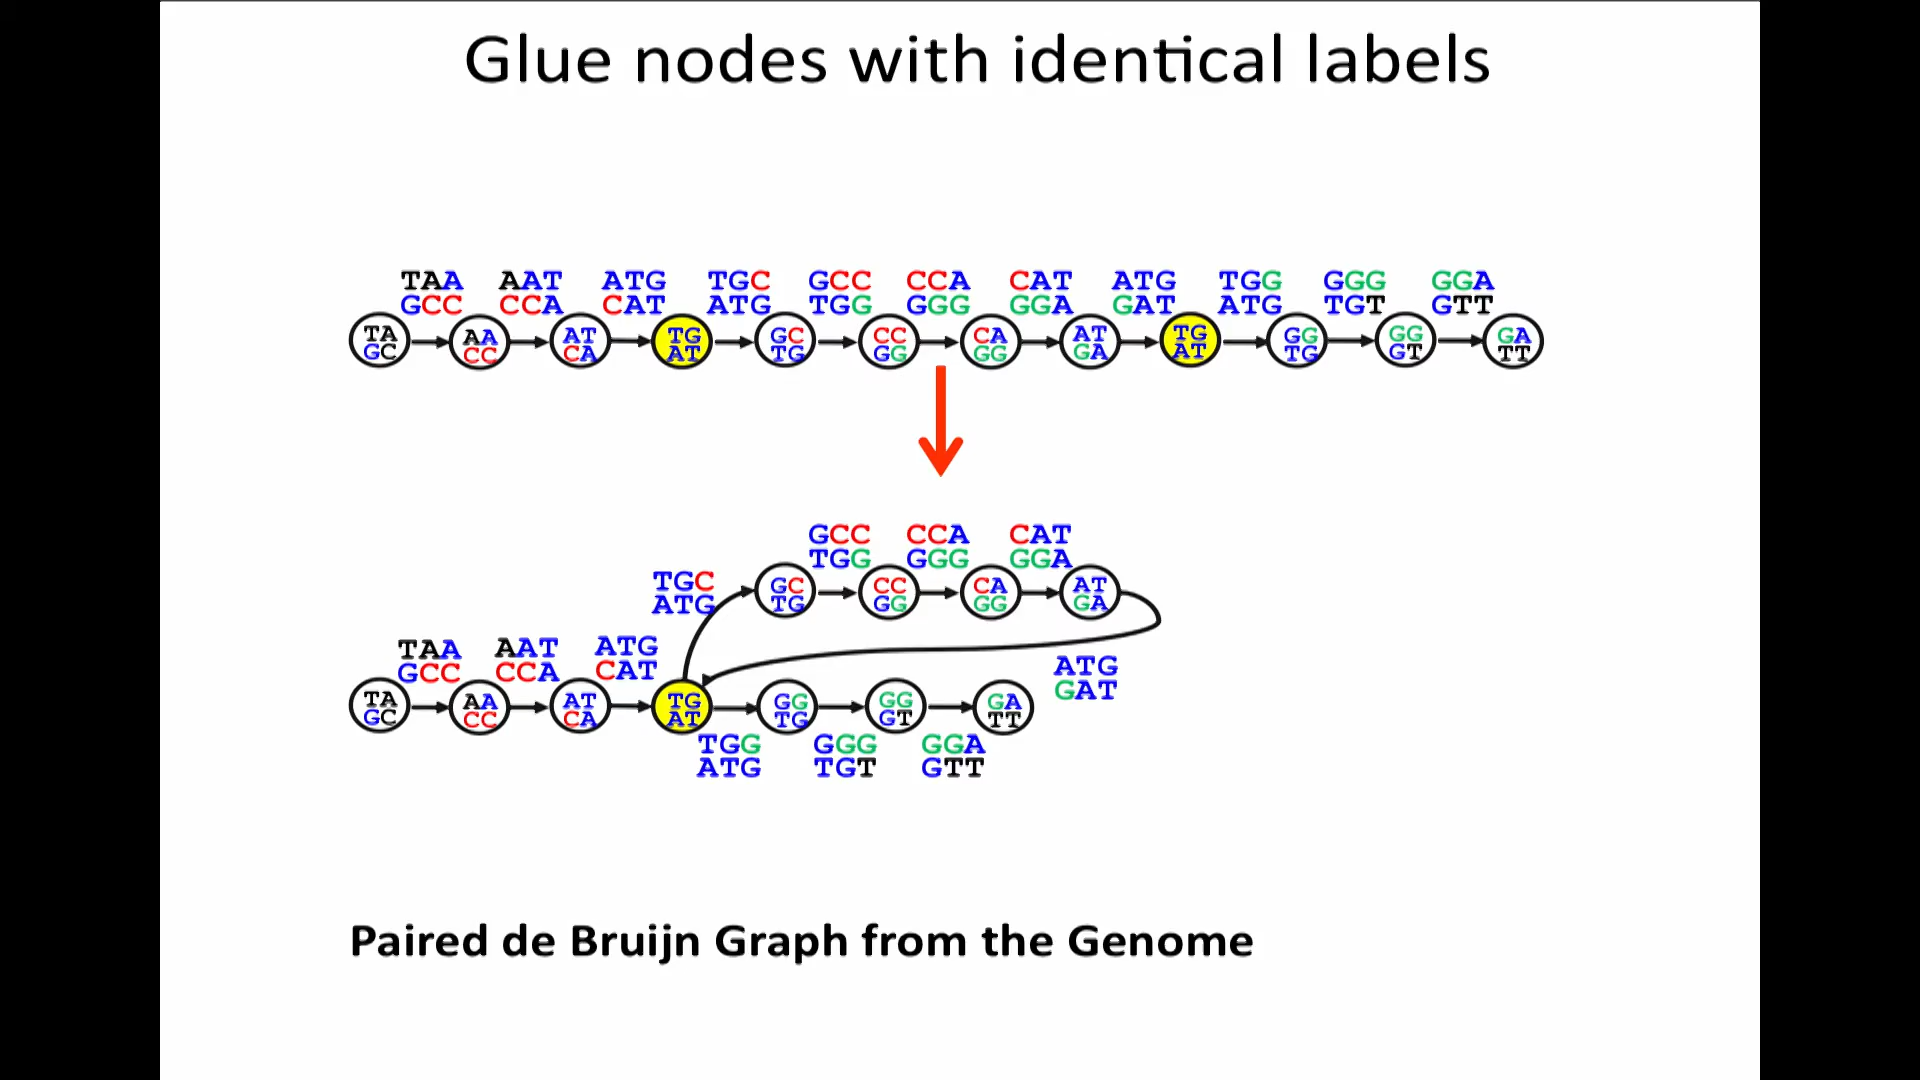 Glue nodes with identical labels
TAA AAT ATG TGC GCC CCA CAT ATG TGG GGG GGA
GCC CCA CAT ATG TGG GGG GGA GAT ATG TGT GTT
TA AA AT TG GC CC CA AT TG GG GG GA
GC CC CA AT TG GG GG GA AT TG GT TT
GCC CCA CAT
TGG GGG GGA
TGC
ATG
GC CC CA AT
TG GG GG GA
TAA AAT ATG
GCC CCA CAT
ATG
GAT
TA AA AT TG GG GG GA
GC CC CA AT TG GT TT
TGG GGG GGA
ATG TGT GTT
Paired de Bruijn Graph from the Genome